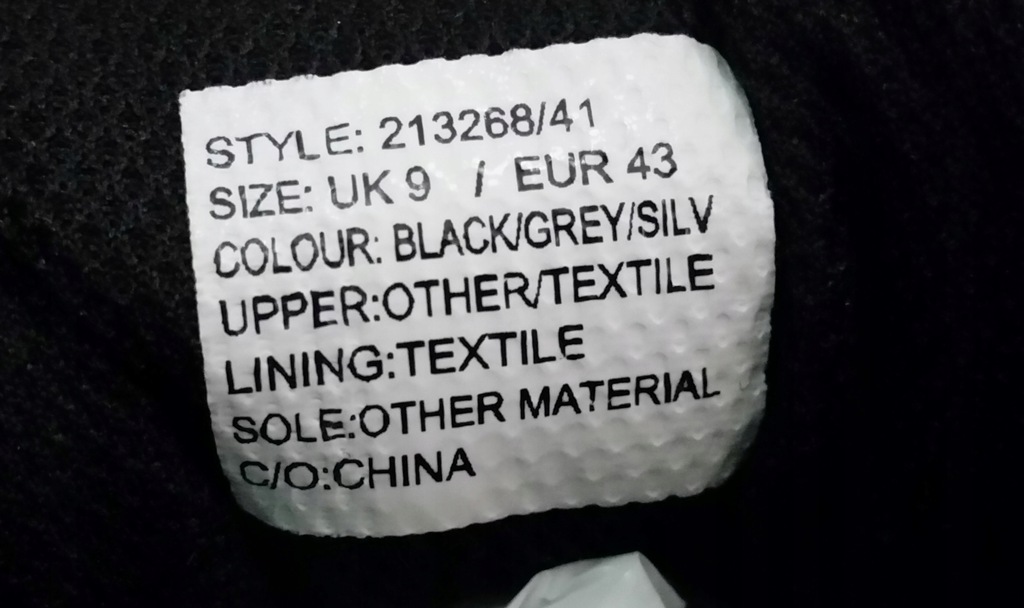 STYLE: 213268/41
SIZE: UK 9 / EUR 43
COLOUR: BLACK/GREY/SILV
UPPER:OTHER/TEXTILE
LINING:TEXTILE
SOLE:OTHER MATERIAL
C/O:CHINA